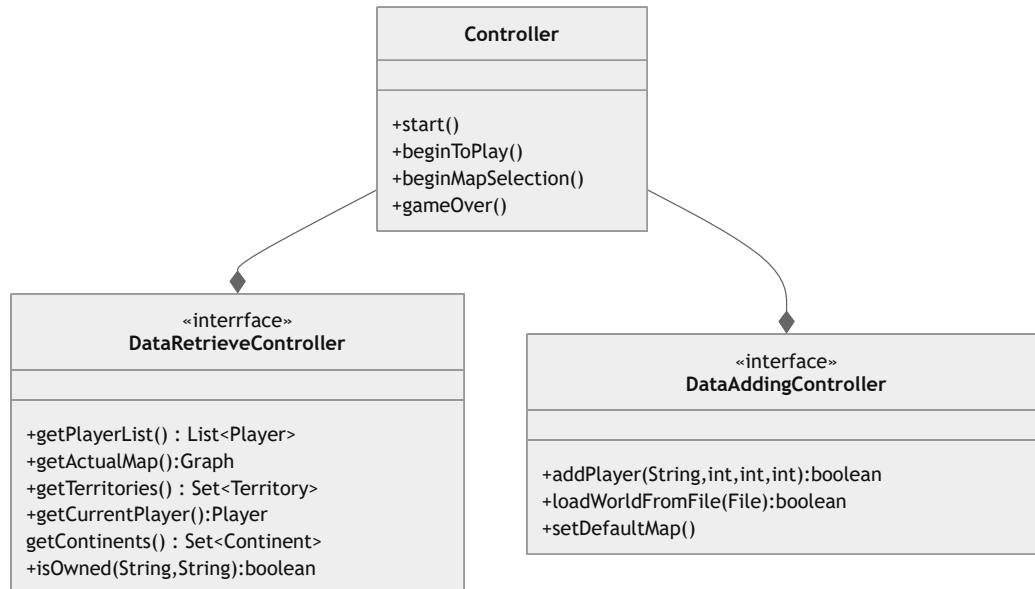 Controller
+start()
+beginToPlay()
+beginMapSelection()
+gameOver()
«interrface»
DataRetrieveController
+getPlayerList() : List<Player>
+getActualMap():Graph
+getTerritories() : Set<Territory>
+getCurrentPlayer():Player
getContinents() : Set<Continent>
+isOwned(String,String):boolean
«interface»
DataAddingController
+addPlayer(String,int,int,int):boolean
+loadWorldFromFile(File):boolean
+setDefaultMap()